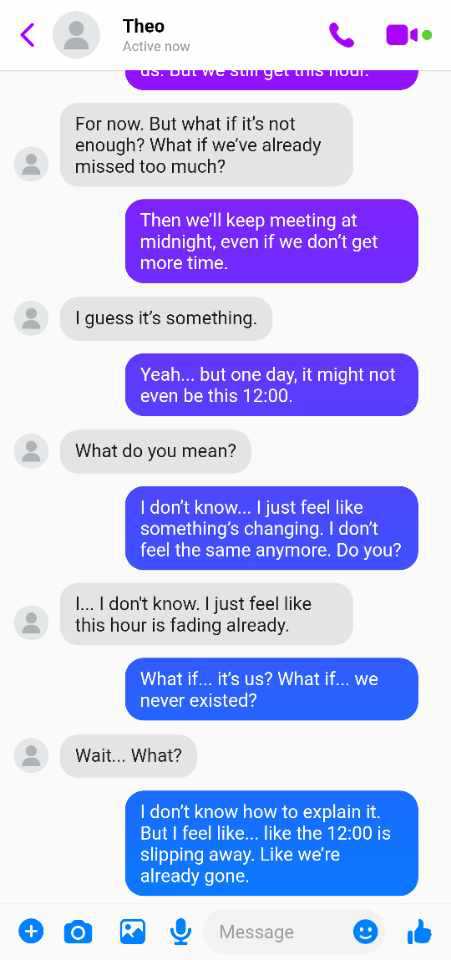 Theo
Active now
us. But we still get this hour.
For now. But what if it's not
enough? What if we've already
missed too much?
Then we'll keep meeting at
midnight, even if we don't get
more time.
I guess it's something.
Yeah... but one day, it might not
even be this 12:00.
What do you mean?
I don't know... I just feel like
something's changing. I don't
feel the same anymore. Do you?
I... I don't know. I just feel like
this hour is fading already.
What if... it's us? What if... we
never existed?
Wait... What?
I don't know how to explain it.
But I feel like... like the 12:00 is
slipping away. Like we're
already gone.
Message